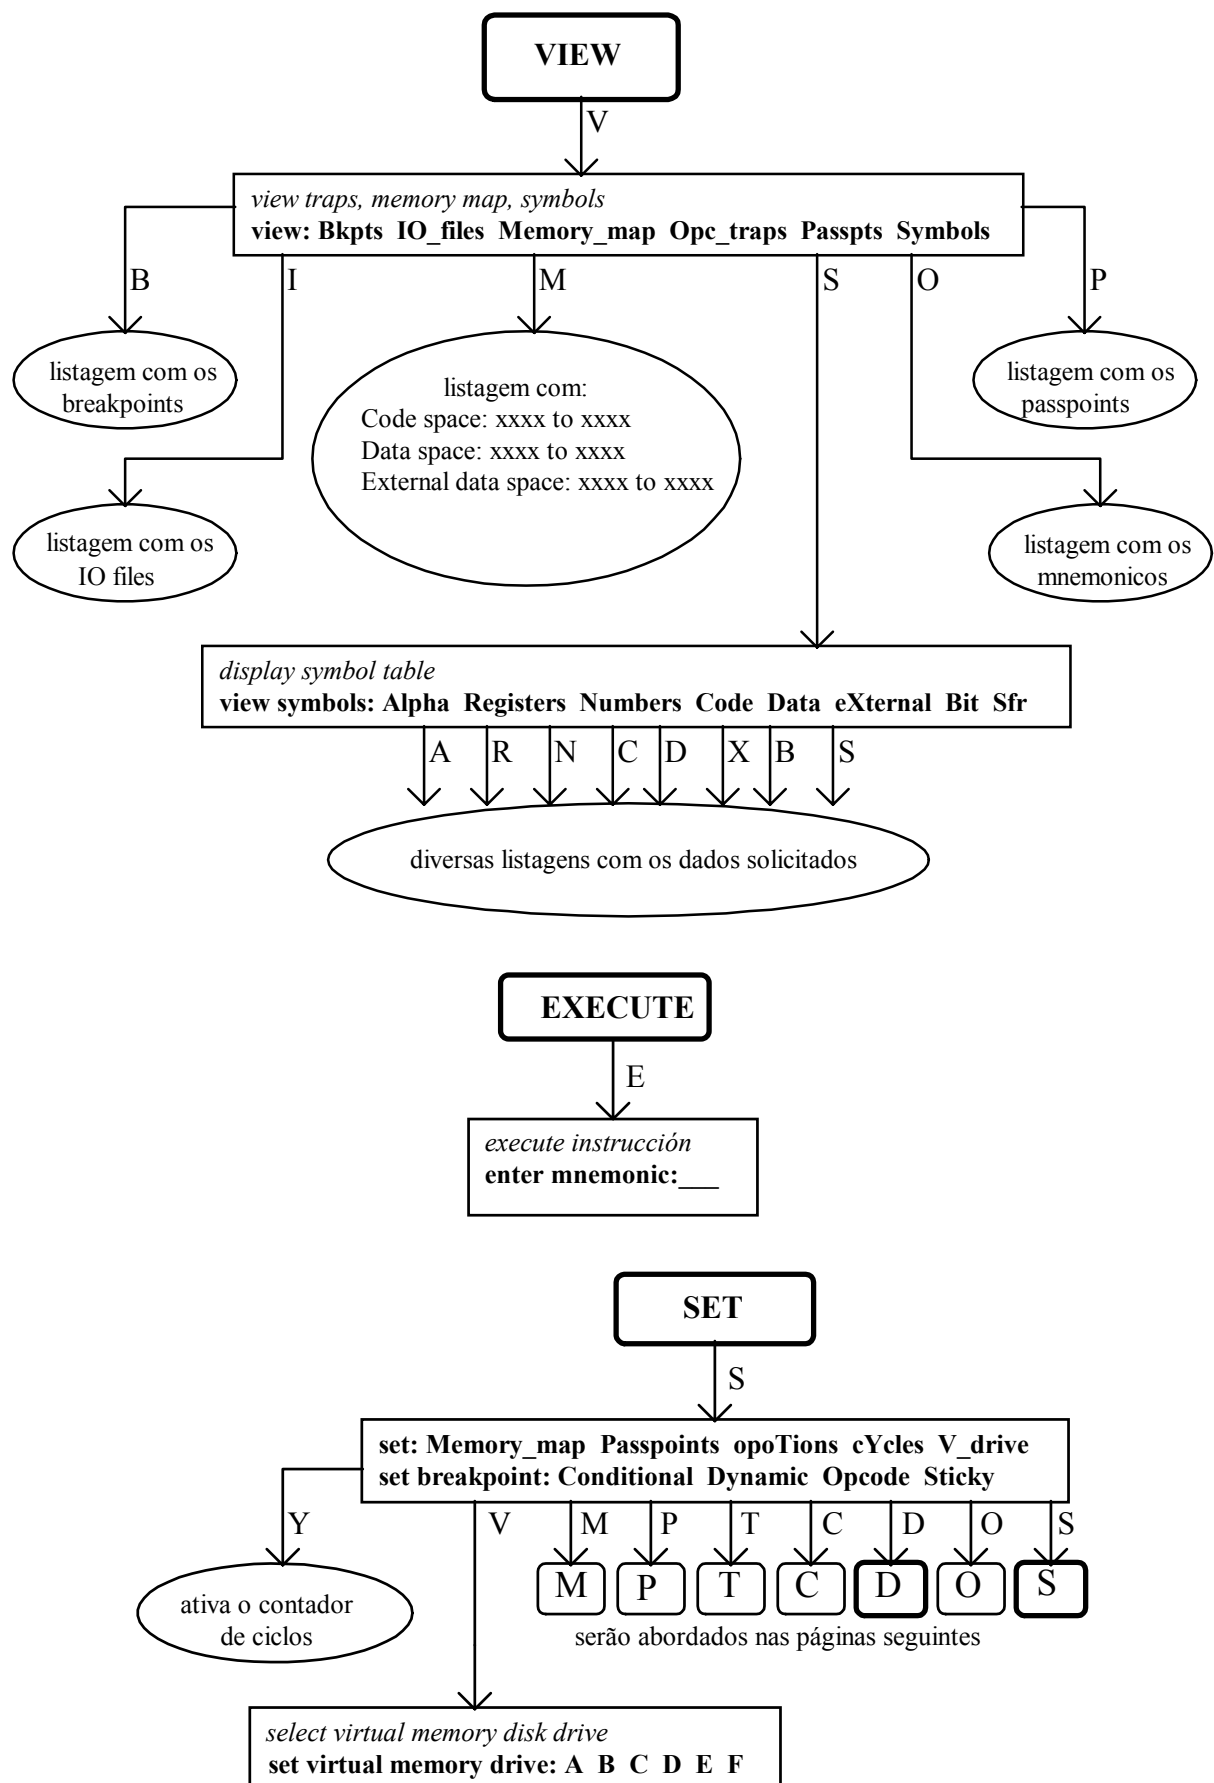 VIEW
V
view traps, memory map, symbols
view: Bkpts IO_files Memory_map Opc_traps Passpts Symbols
B
I
M
S
O
P
listagem com os
breakpoints
listagem com:
Code space: xxxx to xxxx
Data space: xxxx to xxxx
External data space: xxxx to xxxx
listagem com os
passpoints
listagem com os
IO files
listagem com os
mnemonicos
display symbol table
view symbols: Alpha Registers Numbers Code Data eXternal Bit Sfr
A
R
N
C
D
X
B
S
diversas listagens com os dados solicitados
EXECUTE
E
execute instrucción
enter mnemonic:___
SET
S
set: Memory_map Passpoints opoTions cYcles V_drive
set breakpoint: Conditional Dynamic Opcode Sticky
Y
V
M
P
T
C
D
O
S
M
P
T
C
D
O
S
ativa o contador
de ciclos
serão abordados nas páginas seguintes
select virtual memory disk drive
set virtual memory drive: A B C D E F